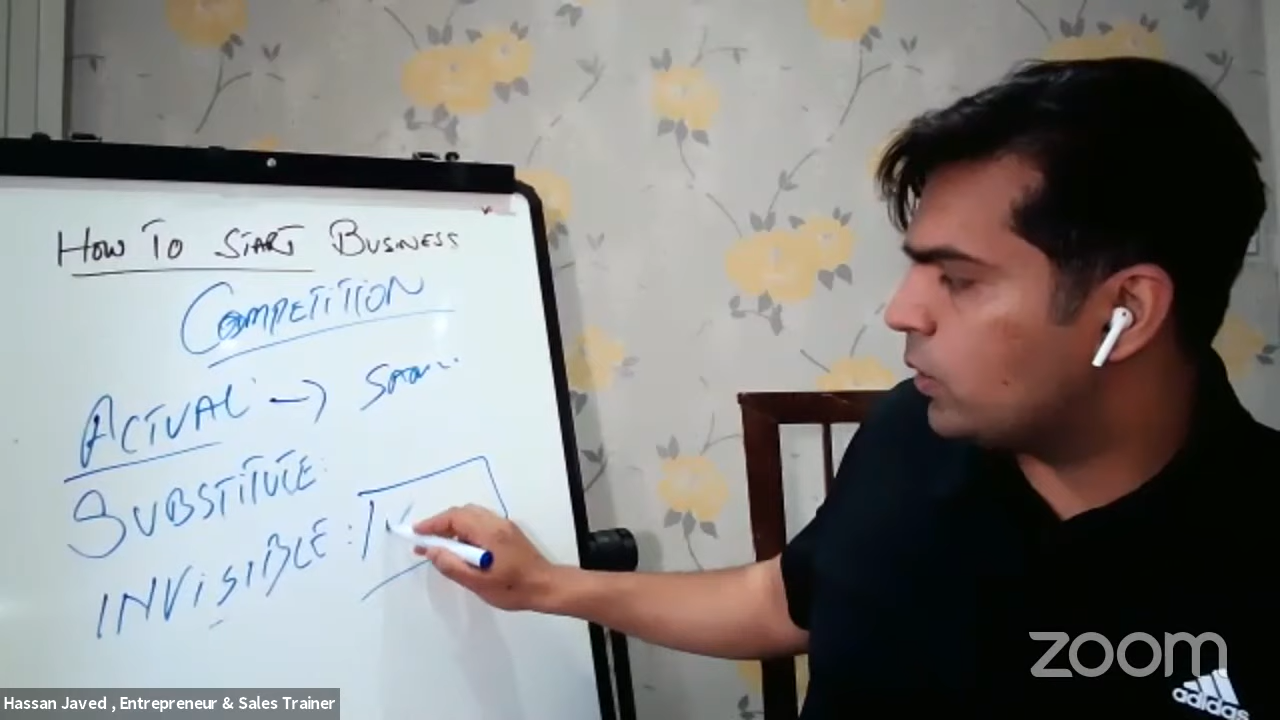 HOW TO START BUSINESS
COMPETITION
ACTUAL →
SUBSTITUTE:
INVISIBLE:
zoom
adidas
Hassan Javed , Entrepreneur & Sales Trainer